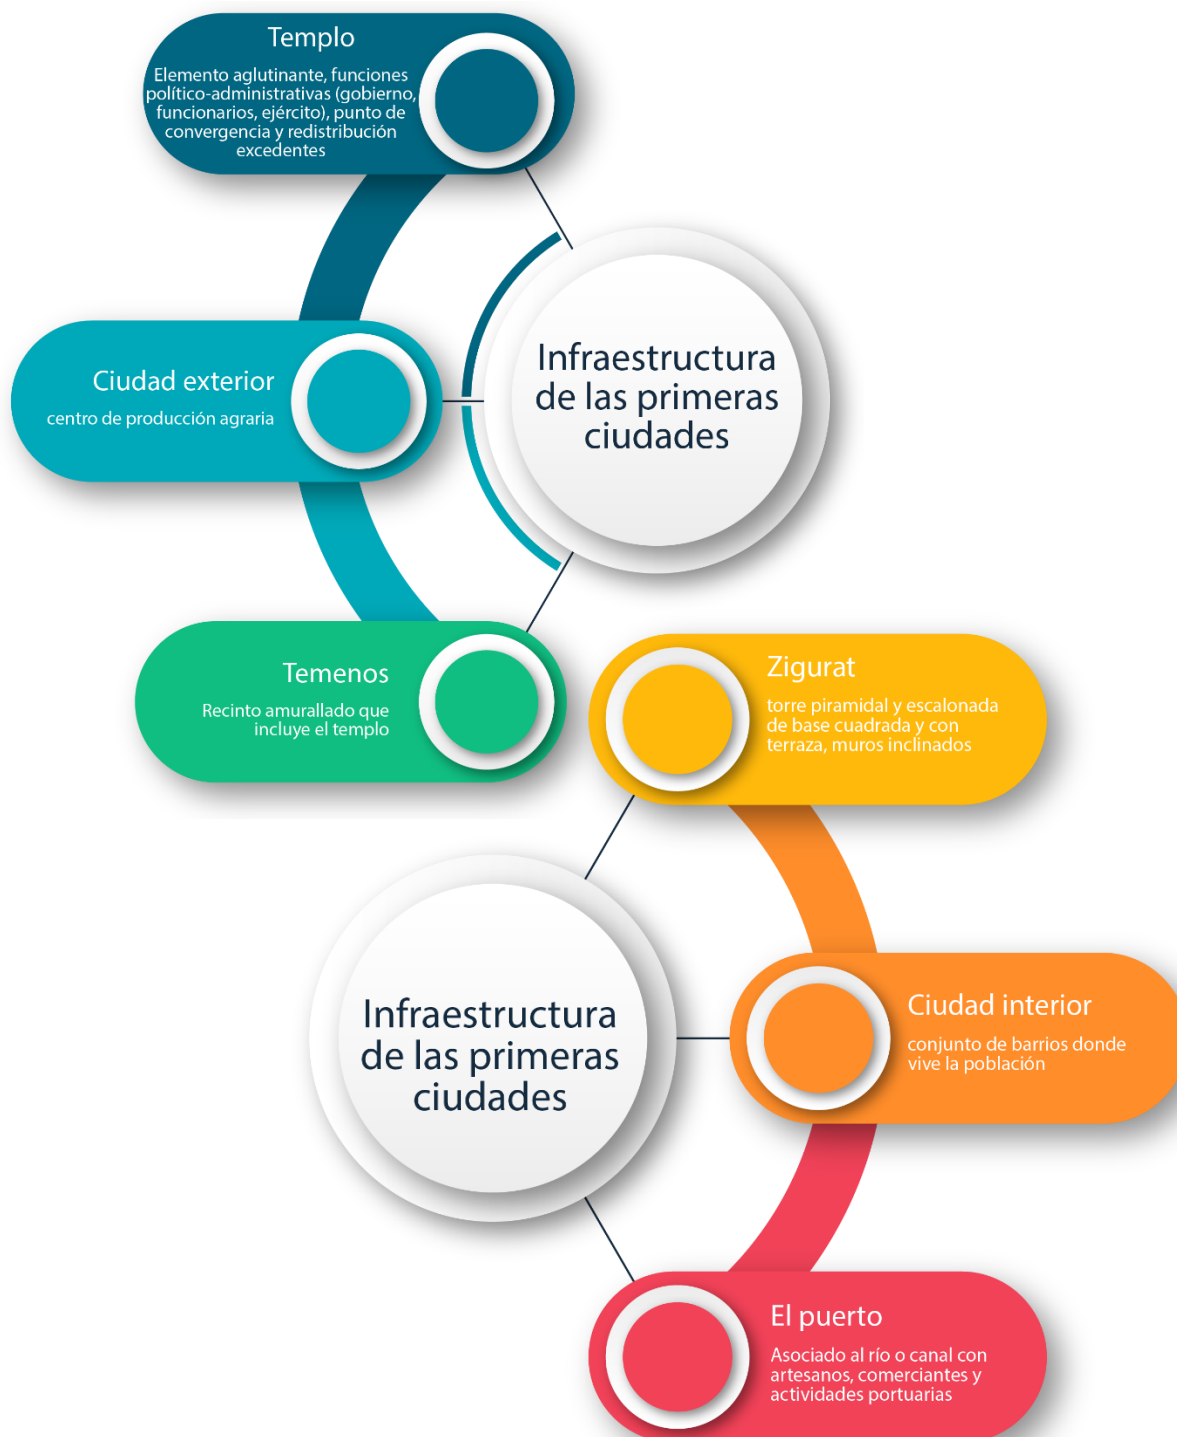 Templo
Elemento aglutinante, funciones
político-administrativas (gobierno,
funcionarios, ejército), punto de
convergencia y redistribución
excedentes
Infraestructura
de las primeras
ciudades
Ciudad exterior
centro de producción agraria
Temenos
Recinto amurallado que
incluye el templo
Zigurat
torre piramidal y escalonada
de base cuadrada y con
terraza, muros inclinados
Infraestructura
de las primeras
ciudades
Ciudad interior
conjunto de barrios donde
vive la población
El puerto
Asociado al río o canal con
artesanos, comerciantes y
actividades portuarias